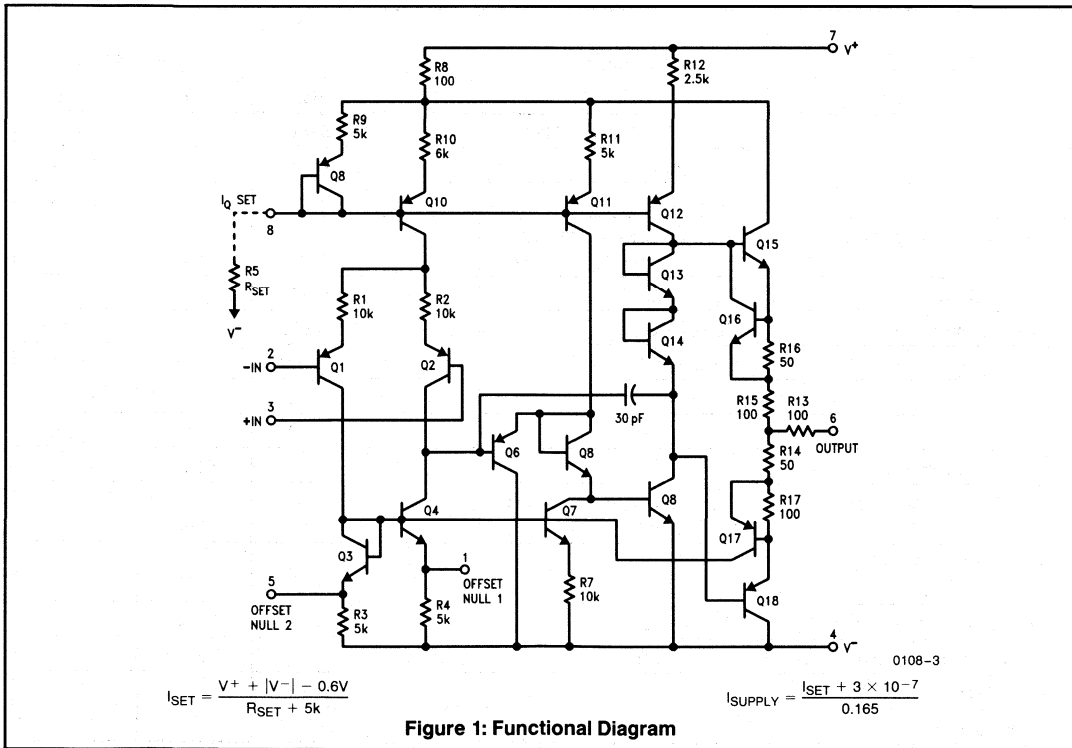 7
V+
R8
100
R12
2.5k
R9
5k
R10
6k
R11
5k
Q8
IQ SET
8
Q10
Q11
Q12
Q15
R5
RSET
V−
Q13
R1
10k
R2
10k
Q16
Q14
R16
50
2
−IN
Q1
Q2
3
+IN
30 pF
R15
100
R13
100
6
OUTPUT
R14
50
Q6
Q8
R17
100
Q4
Q7
Q8
Q17
Q3
1
OFFSET
NULL 1
5
OFFSET
NULL 2
R7
10k
Q18
R3
5k
R4
5k
4
V−
0108–3
ISET = (V+ + |V−| − 0.6V) / (RSET + 5k)
ISUPPLY = (ISET + 3 × 10−7) / 0.165
Figure 1: Functional Diagram